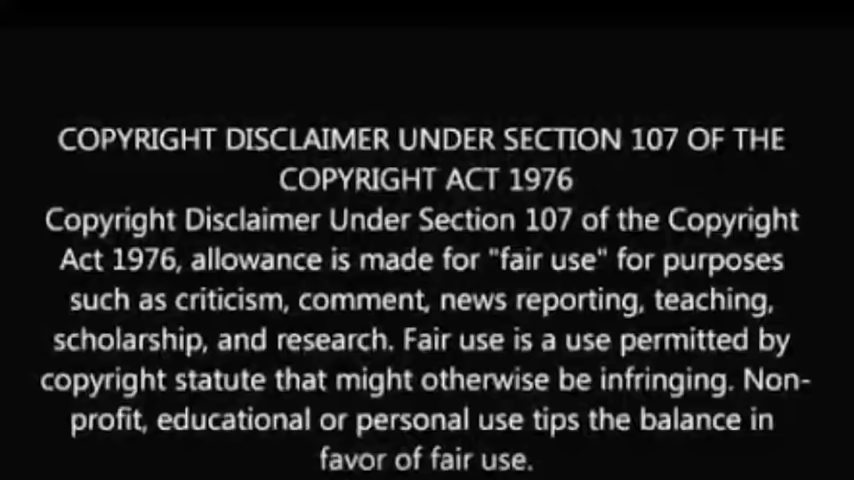 COPYRIGHT DISCLAIMER UNDER SECTION 107 OF THE
COPYRIGHT ACT 1976
Copyright Disclaimer Under Section 107 of the Copyright
Act 1976, allowance is made for "fair use" for purposes
such as criticism, comment, news reporting, teaching,
scholarship, and research. Fair use is a use permitted by
copyright statute that might otherwise be infringing. Non-
profit, educational or personal use tips the balance in
favor of fair use.